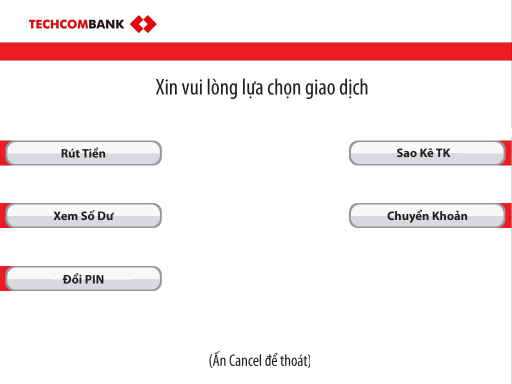 TECHCOMBANK
Xin vui lòng lựa chọn giao dịch
Rút Tiền
Sao Kê TK
Xem Số Dư
Chuyển Khoản
Đổi PIN
(Ấn Cancel để thoát)